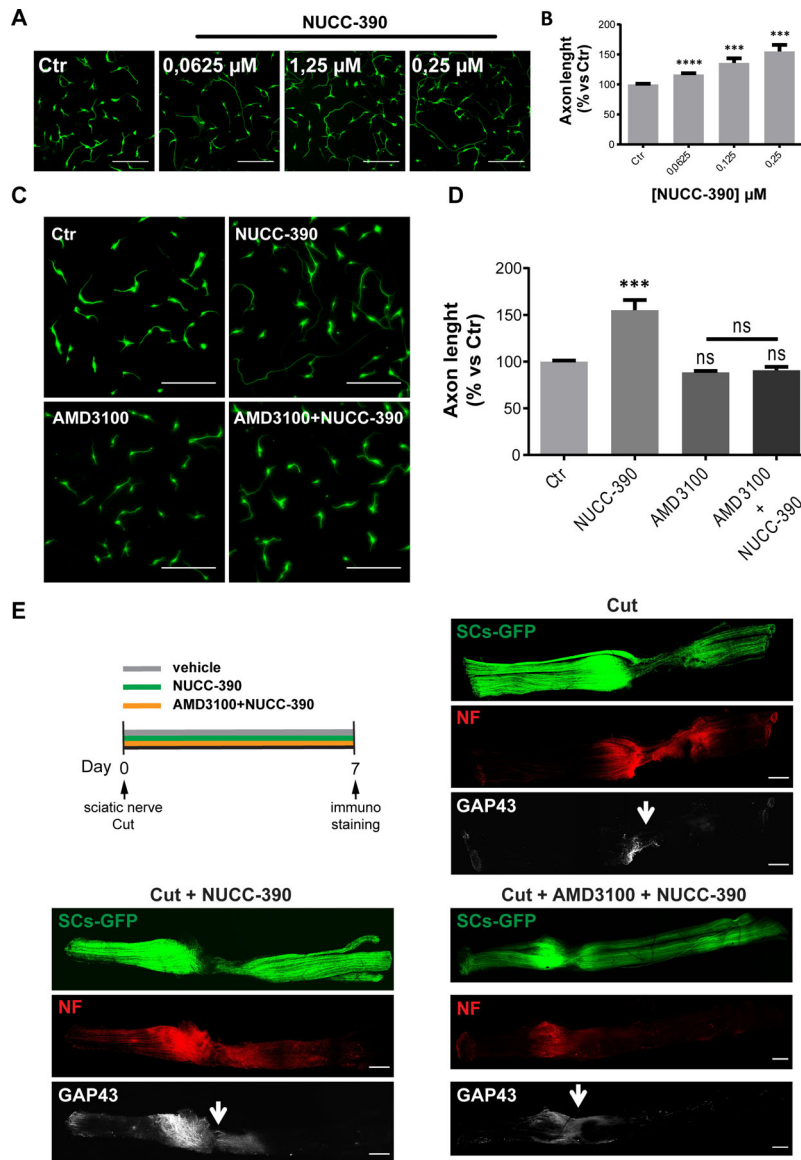 A
NUCC-390
Ctr
0,0625 µM
1,25 µM
0,25 µM
B
Axon lenght
(% vs Ctr)
200
150
100
50
0
****
***
***
Ctr
0,0625
0,125
0,25
[NUCC-390] µM
C
Ctr
NUCC-390
AMD3100
AMD3100+NUCC-390
D
Axon lenght
(% vs Ctr)
200
150
100
50
0
***
ns
ns
ns
Ctr
NUCC-390
AMD3100
AMD3100
+
NUCC-390
E
vehicle
NUCC-390
AMD3100+NUCC-390
Day
0
7
sciatic nerve
Cut
immuno
staining
Cut
SCs-GFP
NF
GAP43
Cut + NUCC-390
SCs-GFP
NF
GAP43
Cut + AMD3100 + NUCC-390
SCs-GFP
NF
GAP43